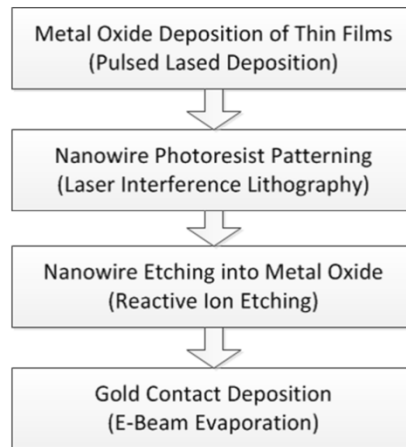 Metal Oxide Deposition of Thin Films
(Pulsed Lased Deposition)
Nanowire Photoresist Patterning
(Laser Interference Lithography)
Nanowire Etching into Metal Oxide
(Reactive Ion Etching)
Gold Contact Deposition
(E-Beam Evaporation)